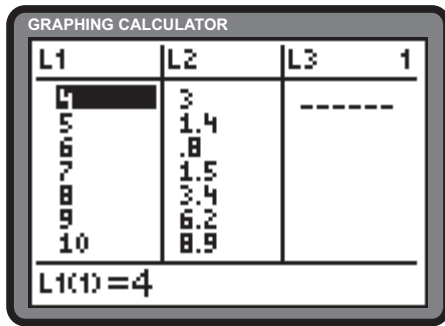 GRAPHING CALCULATOR
L1 L2 L3 1
4 3 ------
5 1.4
6 .8
7 1.5
8 3.4
9 6.2
10 8.9
L1(1)=4